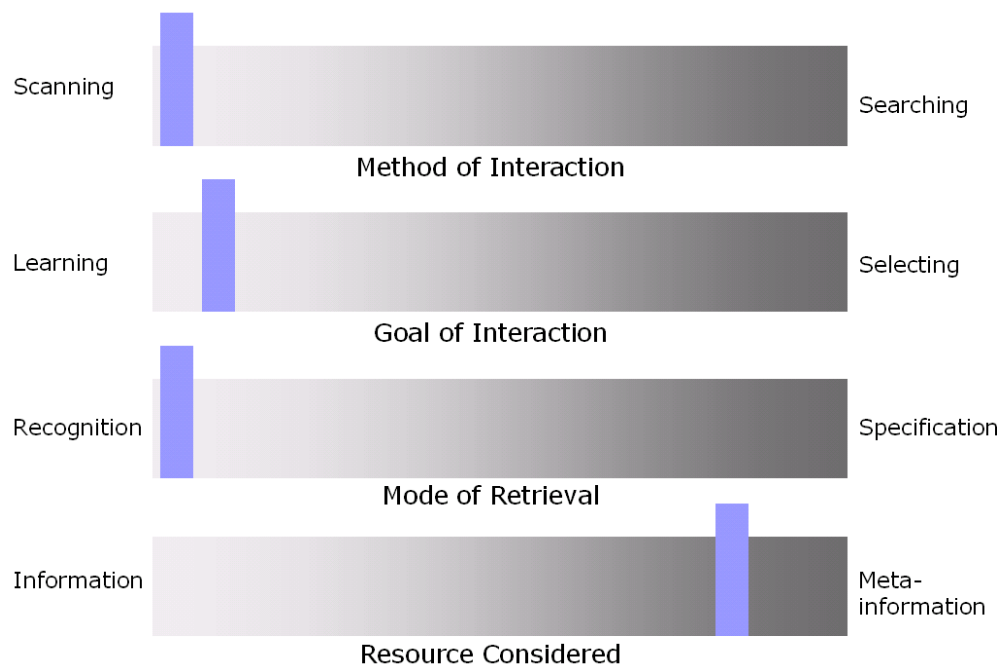 Scanning
Searching
Method of Interaction
Learning
Selecting
Goal of Interaction
Recognition
Specification
Mode of Retrieval
Information
Meta-
information
Resource Considered